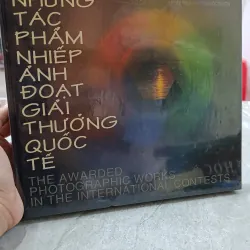 NHỮNG
TÁC
PHẨM
NHIẾP
ẢNH
ĐOẠT
GIẢI
THƯỞNG
QUỐC
TẾ
THE AWARDED
PHOTOGRAPHIC WORKS
IN THE INTERNATIONAL CONTESTS